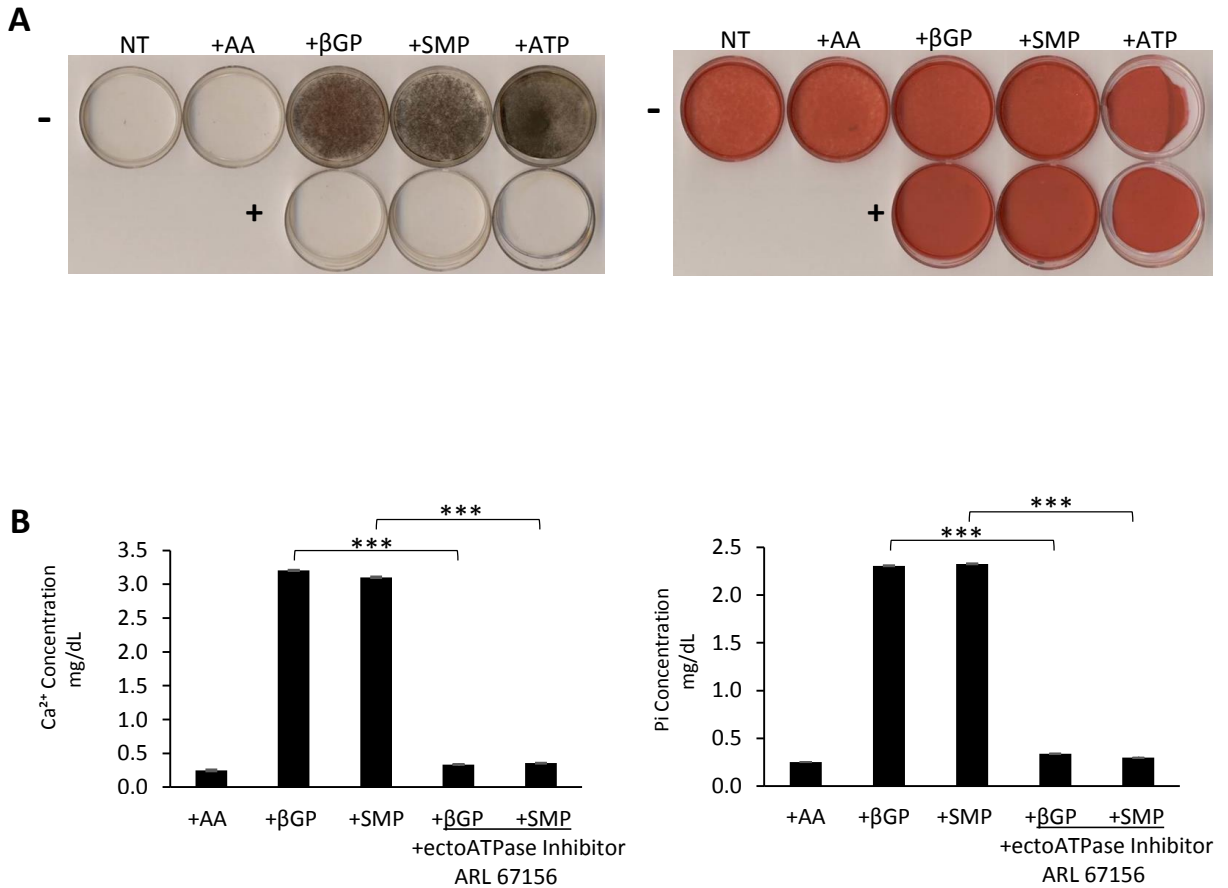 A
NT +AA +βGP +SMP +ATP
-
+
NT +AA +βGP +SMP +ATP
-
+
B
Ca²⁺ Concentration
mg/dL
3.5
3.0
2.5
2.0
1.5
1.0
0.5
0.0
***
***
+AA +βGP +SMP +βGP +SMP
+ectoATPase Inhibitor
ARL 67156
Pi Concentration
mg/dL
2.5
2.0
1.5
1.0
0.5
0.0
***
***
+AA +βGP +SMP +βGP +SMP
+ectoATPase Inhibitor
ARL 67156